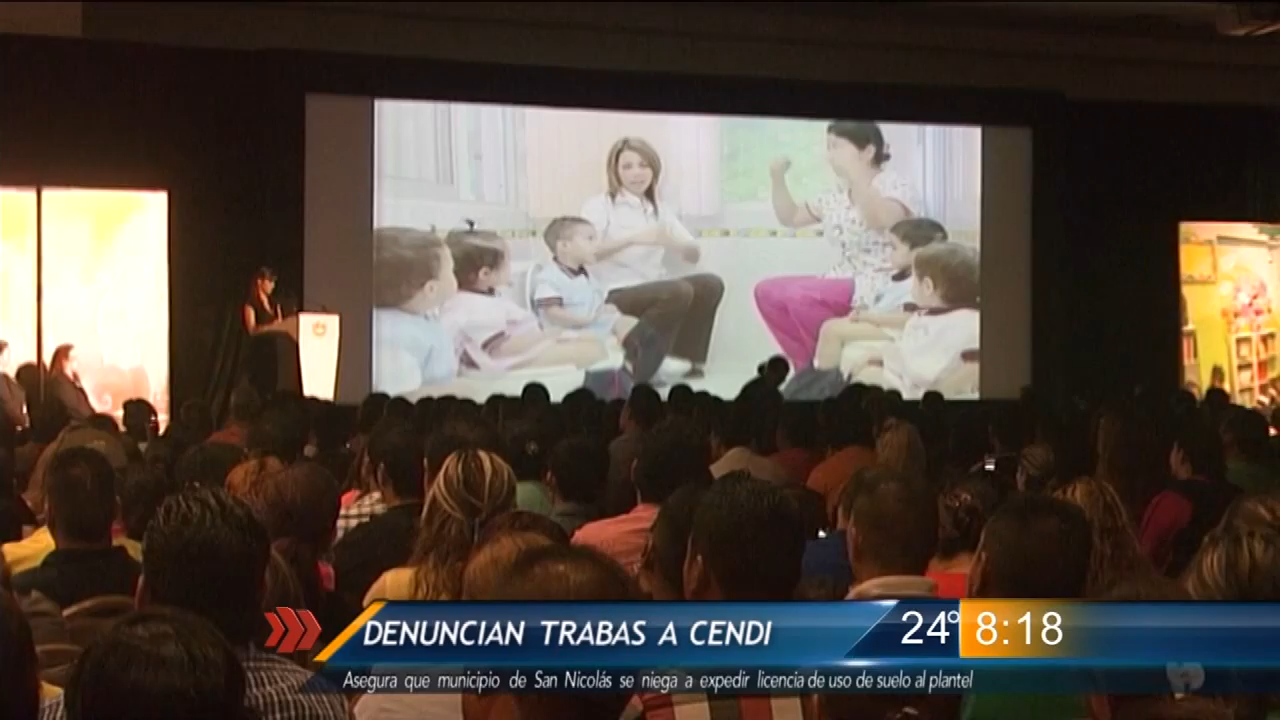 DENUNCIAN TRABAS A CENDI
24° 8:18
Asegura que municipio de San Nicolás se niega a expedir licencia de uso de suelo al plantel